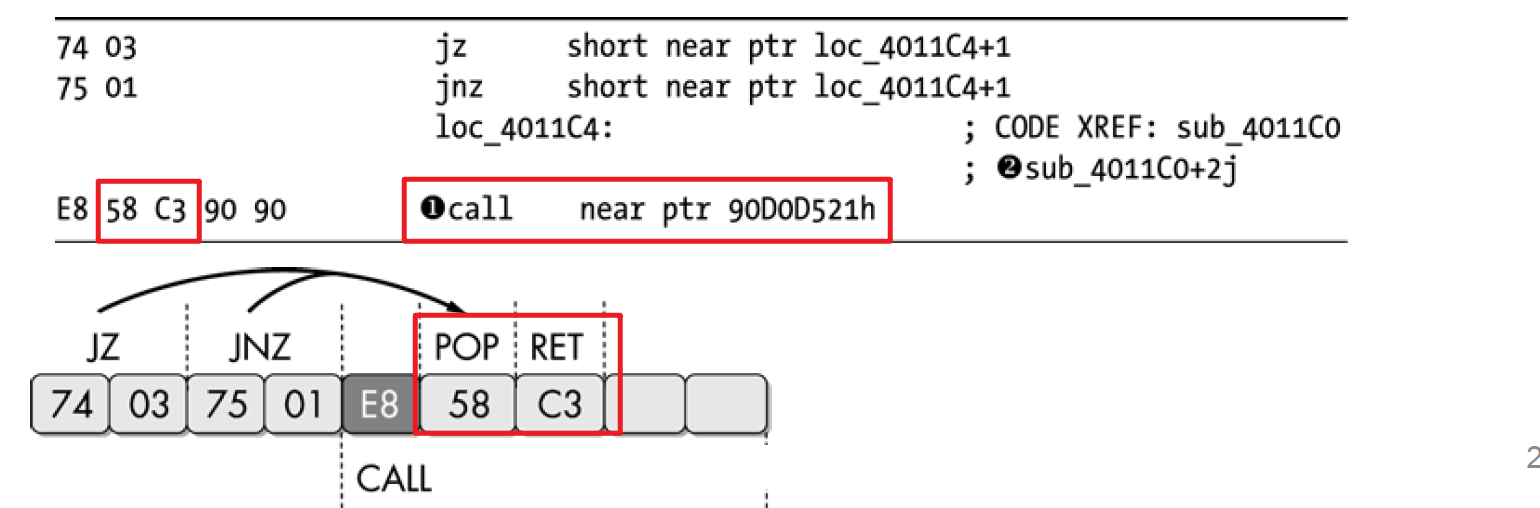 74 03 jz short near ptr loc_4011C4+1
75 01 jnz short near ptr loc_4011C4+1
loc_4011C4: ; CODE XREF: sub_4011C0
; ❷sub_4011C0+2j
E8 58 C3 90 90 ❶call near ptr 90D0D521h
JZ JNZ POP RET
74 03 75 01 E8 58 C3
CALL
2